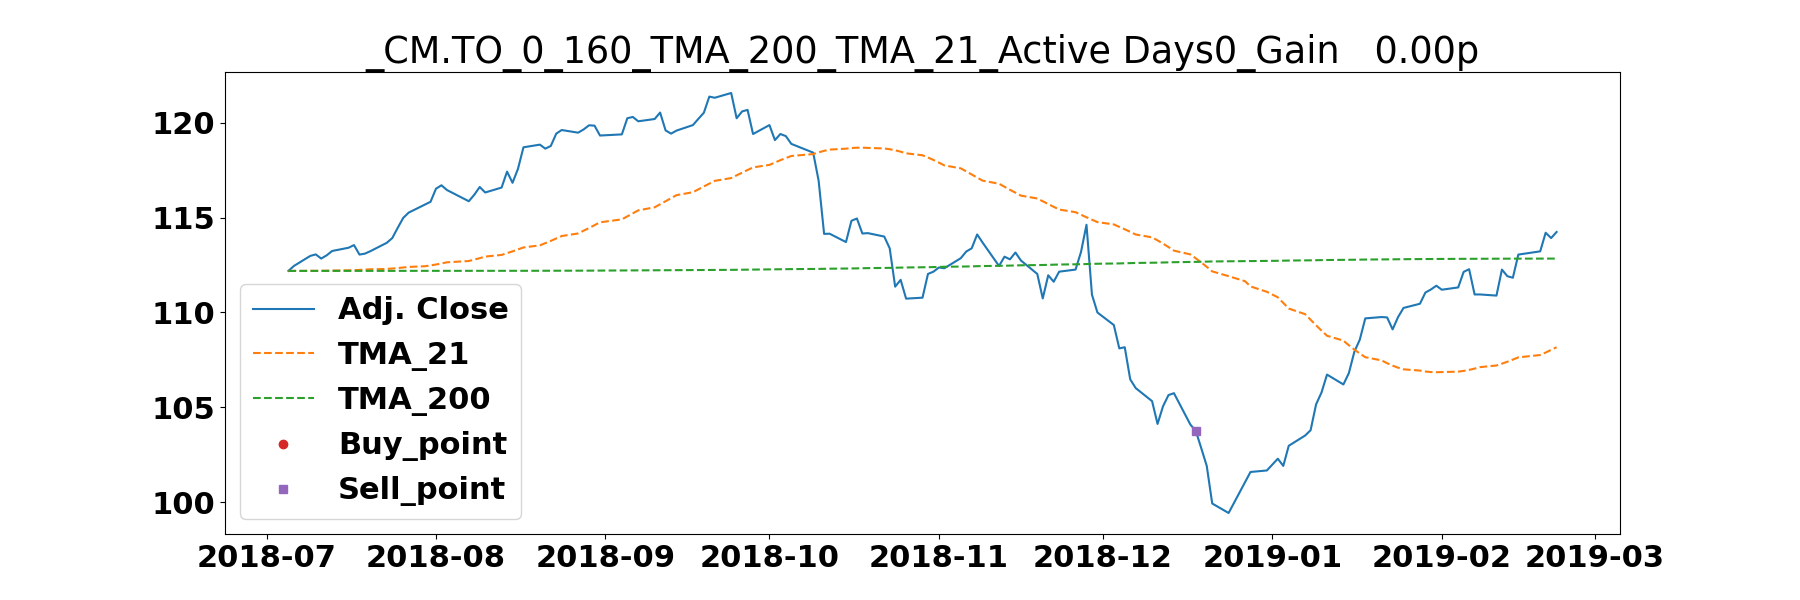 _CM.TO_0_160_TMA_200_TMA_21_Active Days0_Gain   0.00p
120
115
110
105
100
Adj. Close
TMA_21
TMA_200
Buy_point
Sell_point
2018-07 2018-08 2018-09 2018-10 2018-11 2018-12 2019-01 2019-02 2019-03